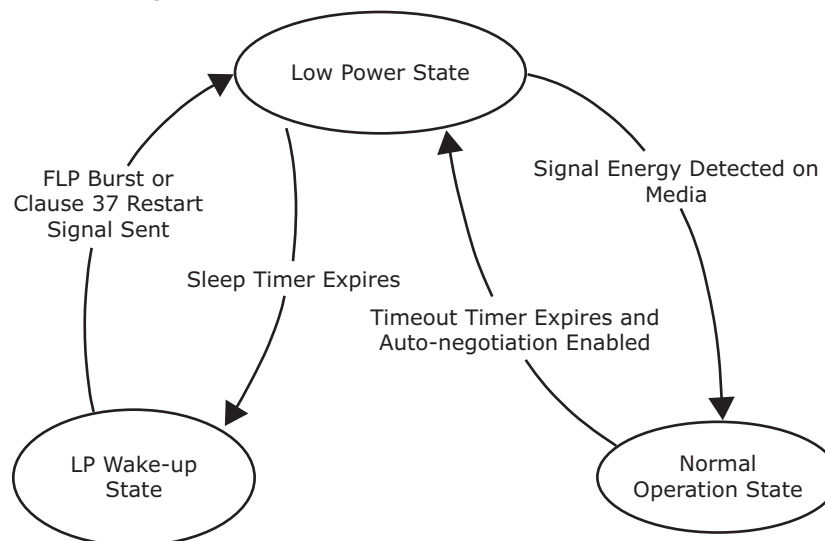 Low Power State
FLP Burst or
Clause 37 Restart
Signal Sent
Signal Energy Detected on
Media
Sleep Timer Expires
Timeout Timer Expires and
Auto-negotiation Enabled
LP Wake-up
State
Normal
Operation State